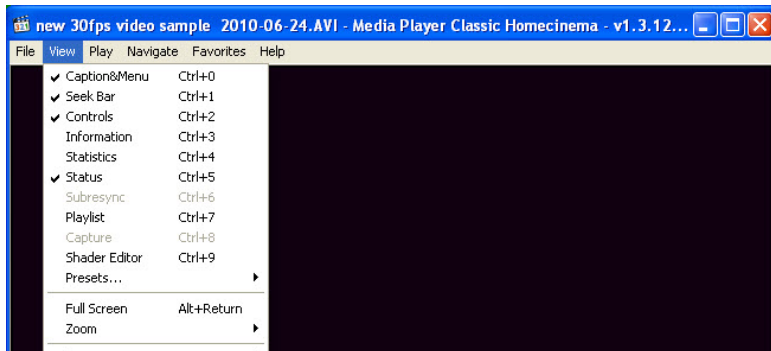 new 30fps video sample 2010-06-24.AVI - Media Player Classic Homecinema - v1.3.12...
File View Play Navigate Favorites Help
Caption&Menu Ctrl+0
Seek Bar Ctrl+1
Controls Ctrl+2
Information Ctrl+3
Statistics Ctrl+4
Status Ctrl+5
Subresync Ctrl+6
Playlist Ctrl+7
Capture Ctrl+8
Shader Editor Ctrl+9
Presets...
Full Screen Alt+Return
Zoom